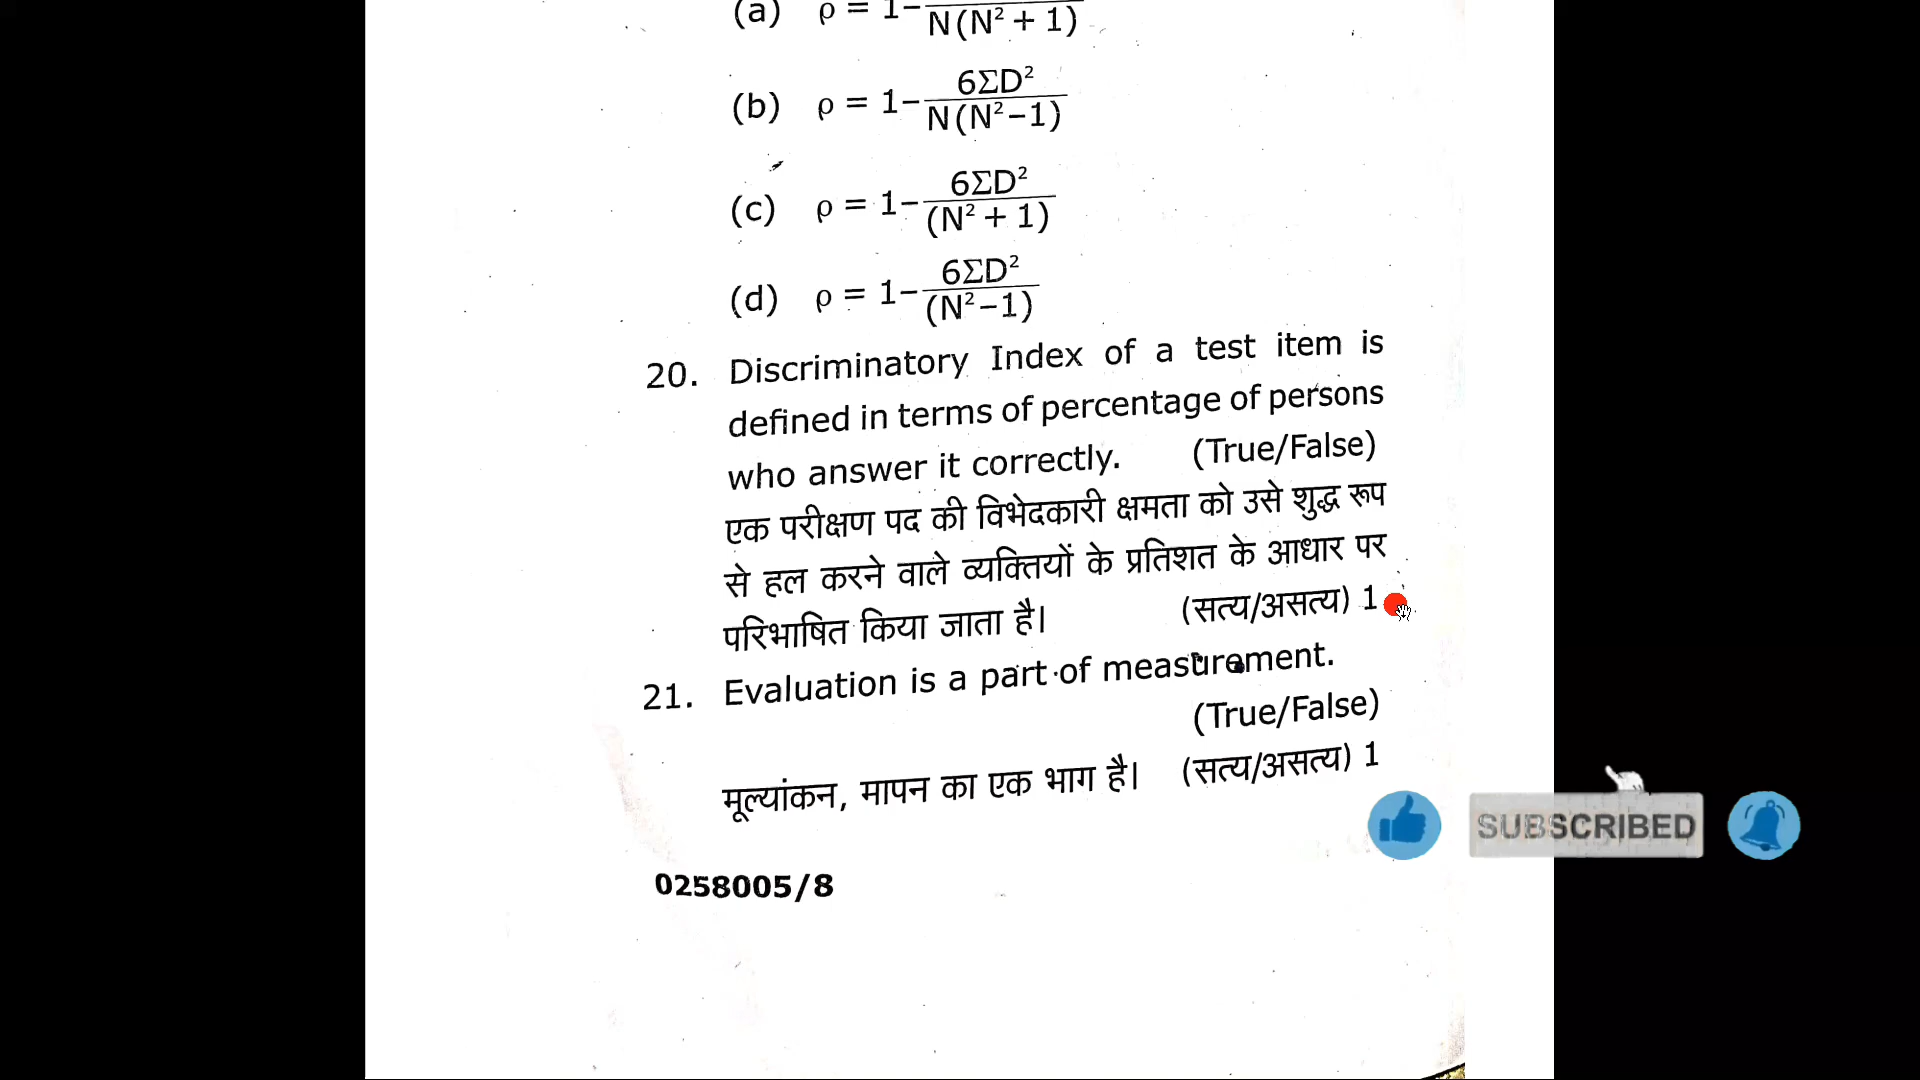 (a) ρ = 1− N(N² + 1)
(b) ρ = 1− 6ΣD² / N(N²−1)
(c) ρ = 1− 6ΣD² / (N² + 1)
(d) ρ = 1− 6ΣD² / (N²−1)
20. Discriminatory Index of a test item is
defined in terms of percentage of persons
who answer it correctly. (True/False)
एक परीक्षण पद की विभेदकारी क्षमता को उसे शुद्ध रूप
से हल करने वाले व्यक्तियों के प्रतिशत के आधार पर
परिभाषित किया जाता है। (सत्य/असत्य) 1
21. Evaluation is a part of measurement.
(True/False)
मूल्यांकन, मापन का एक भाग है। (सत्य/असत्य) 1
SUBSCRIBED
0258005/8